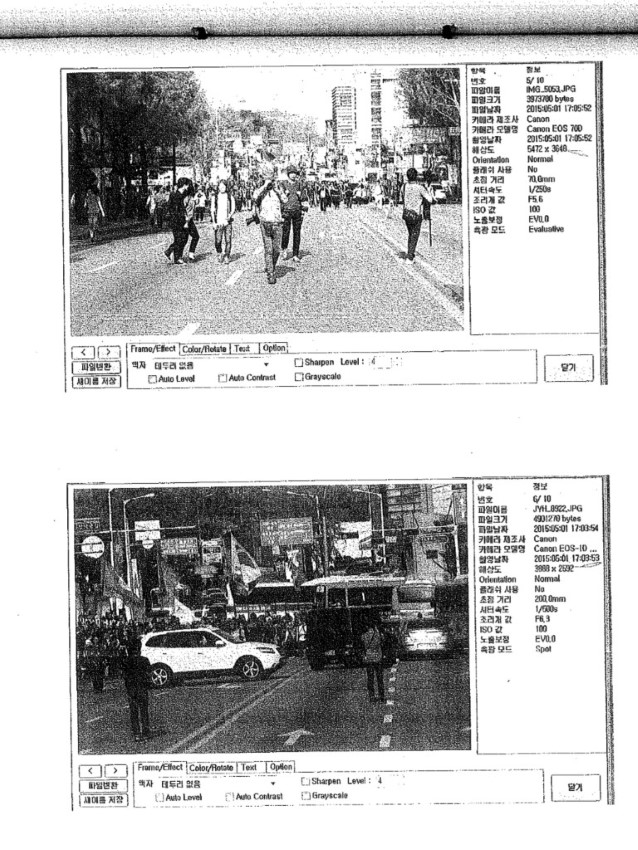 항목 정보
번호 5/ 10
파일이름 IMG_5053.JPG
파일크기 3973700 bytes
파일날짜 2015:05:01 17:05:52
카메라 제조사 Canon
카메라 모델명 Canon EOS 70D
촬영날짜 2015:05:01 17:05:52
해상도 5472 x 3648
Orientation Normal
플래쉬 사용 No
초점 거리 70.0mm
셔터속도 1/250s
조리개 값 F5.6
ISO 값 100
노출보정 EV0.0
측광 모드 Evaluative
< >
파일변환
새이름 저장
Frame/Effect Color/Rotate Text Option
액자 테두리 없음
Sharpen Level : 4
Auto Level Auto Contrast Grayscale
닫기
항목 정보
번호 6/ 10
파일이름 JYH_8922.JPG
파일크기 4901270 bytes
파일날짜 2015:05:01 17:03:54
카메라 제조사 Canon
카메라 모델명 Canon EOS-1D ...
촬영날짜 2015:05:01 17:03:53
해상도 3888 x 2592
Orientation Normal
플래쉬 사용 No
초점 거리 200.0mm
셔터속도 1/500s
조리개 값 F6.3
ISO 값 100
노출보정 EV0.0
측광 모드 Spot
< >
파일변환
새이름 저장
Frame/Effect Color/Rotate Text Option
액자 테두리 없음
Sharpen Level : 4
Auto Level Auto Contrast Grayscale
닫기